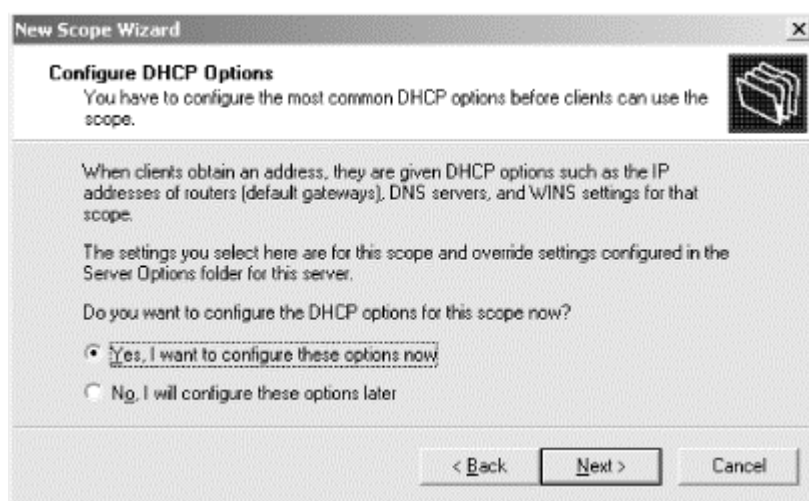 New Scope Wizard
Configure DHCP Options
You have to configure the most common DHCP options before clients can use the
scope.
When clients obtain an address, they are given DHCP options such as the IP
addresses of routers (default gateways), DNS servers, and WINS settings for that
scope.
The settings you select here are for this scope and override settings configured in the
Server Options folder for this server.
Do you want to configure the DHCP options for this scope now?
Yes, I want to configure these options now
No, I will configure these options later
< Back
Next >
Cancel